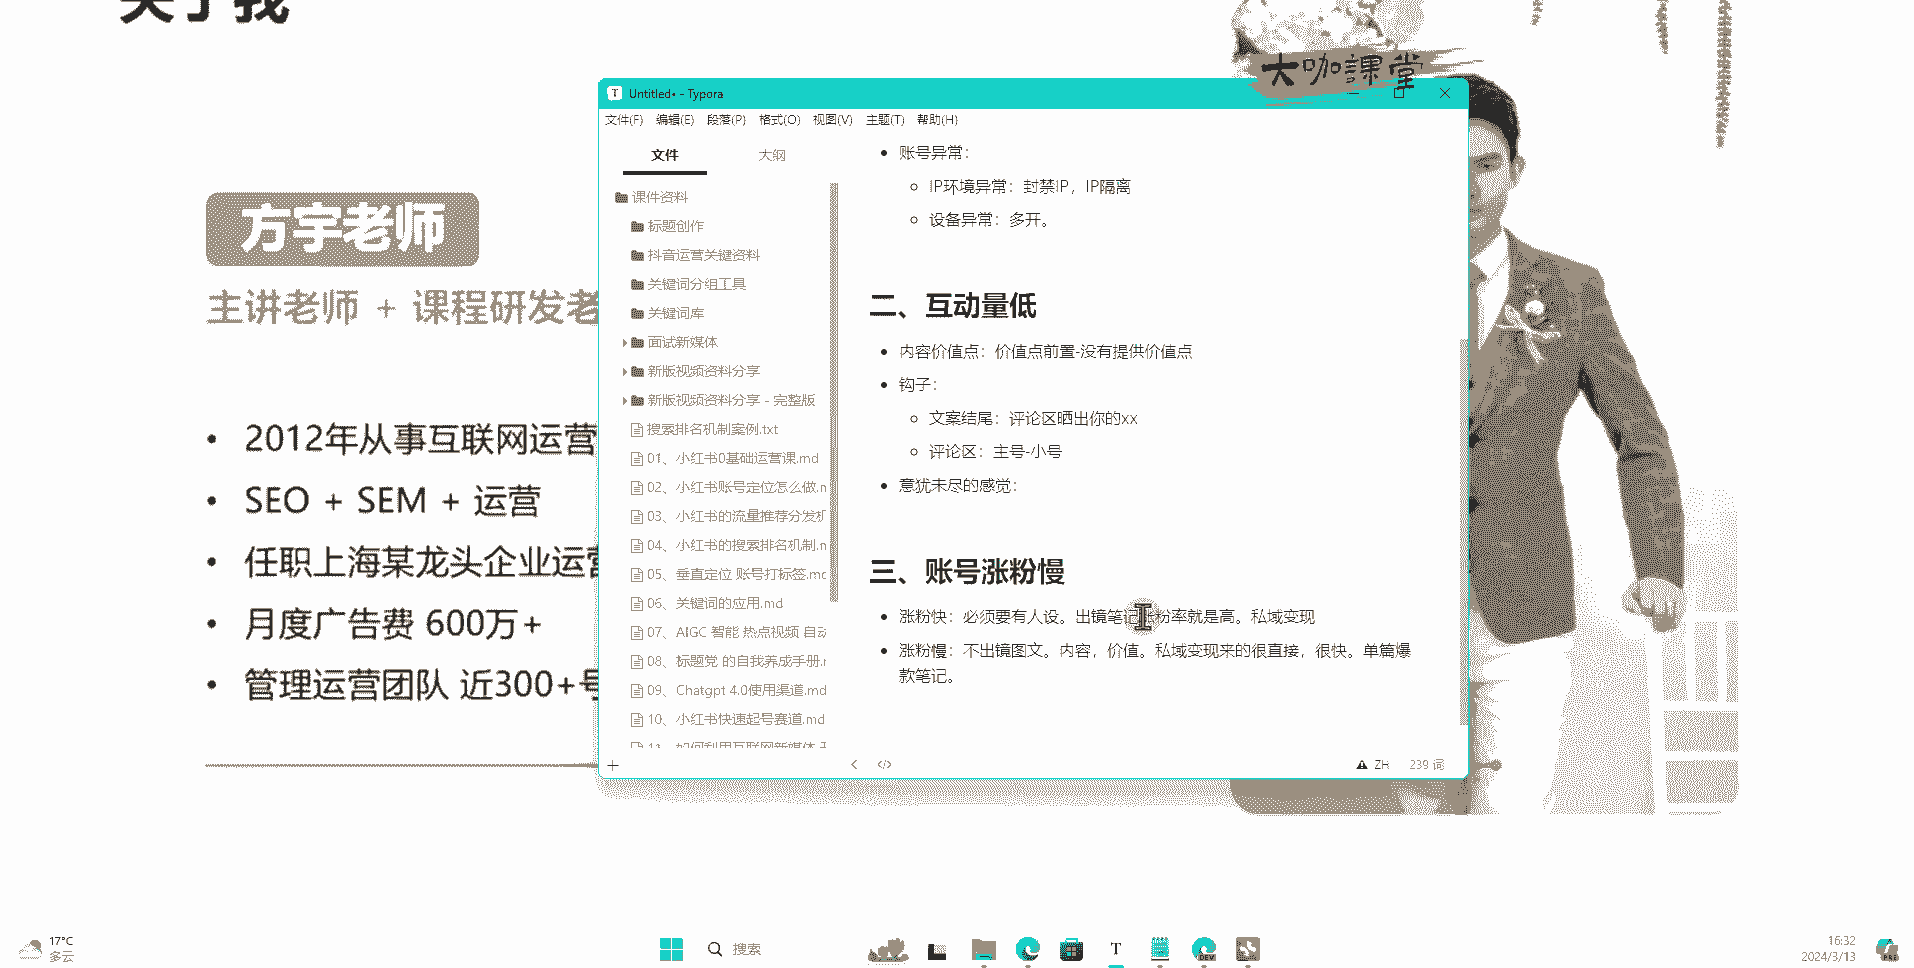 关于我
大咖課堂
方宇老师
主讲老师 + 课程研发老
2012年从事互联网运营
SEO + SEM + 运营
任职上海某龙头企业运营
月度广告费 600万+
管理运营团队 近300+号
Untitled• - Typora
文件(F) 编辑(E) 段落(P) 格式(O) 视图(V) 主题(T) 帮助(H)
文件 大纲
课件资料
标题创作
抖音运营关键资料
关键词分组工具
关键词库
面试新媒体
新版视频资料分享
新版视频资料分享 - 完整版
搜索排名机制案例.txt
01、小红书0基础运营课.md
02、小红书账号定位怎么做.m
03、小红书的流量推荐分发机
04、小红书的搜索排名机制.m
05、垂直定位 账号打标签.md
06、关键词的应用.md
07、AIGC 智能 热点视频 自动
08、标题党 的自我养成手册.m
09、Chatgpt 4.0使用渠道.md
10、小红书快速起号赛道.md
11、如何利用互联网新媒体
账号异常：
IP环境异常：封禁IP，IP隔离
设备异常：多开。
二、互动量低
内容价值点：价值点前置-没有提供价值点
钩子：
文案结尾：评论区晒出你的xx
评论区：主号-小号
意犹未尽的感觉：
三、账号涨粉慢
涨粉快：必须要有人设。出镜笔记涨粉率就是高。私域变现
涨粉慢：不出镜图文。内容，价值。私域变现来的很直接，很快。单篇爆
款笔记。
ZH 239 词
17°C
多云
搜索
T
DEV
16:32
2024/3/13
PRE